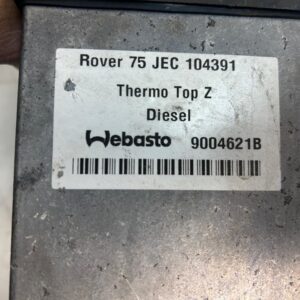 Rover 75 JEC 104391
Thermo Top Z
Diesel
Webasto 9004621B